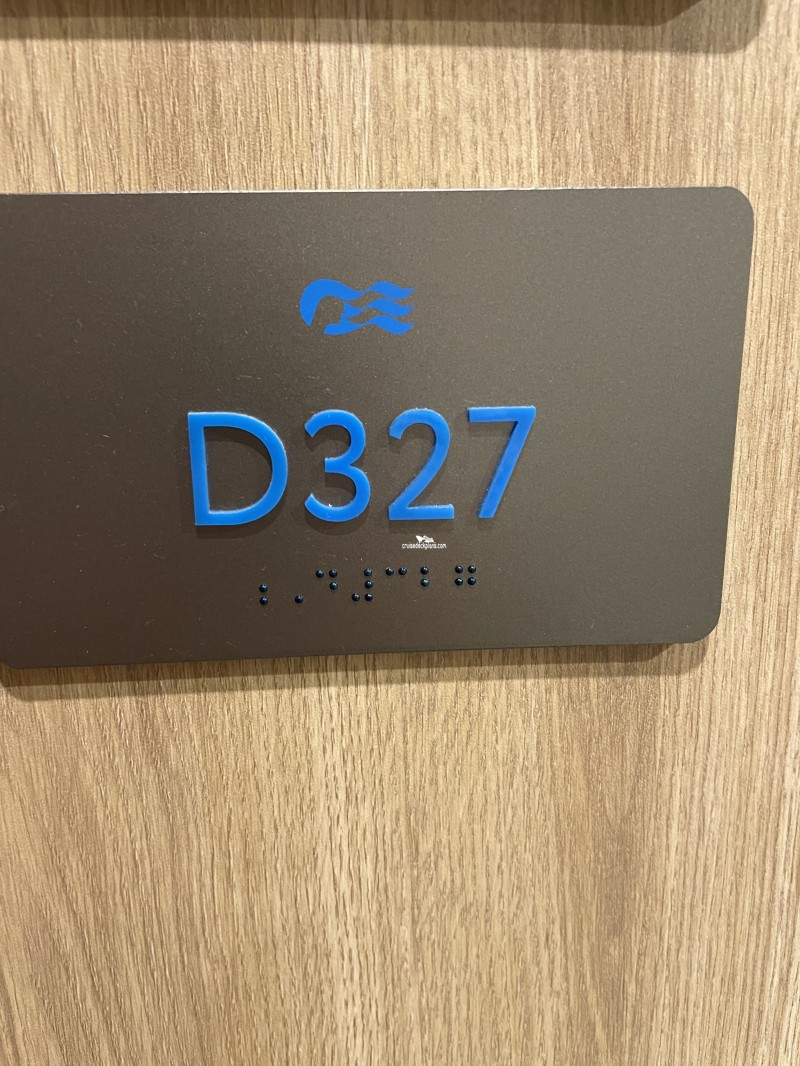 D327
cruisedeckplans.com
⠰⠠⠙⠼⠉⠃⠛